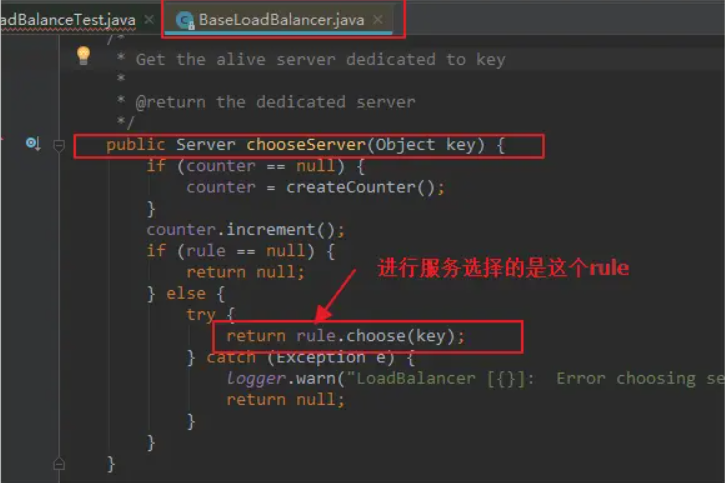 adBalanceTest.java × BaseLoadBalancer.java ×
/*
* Get the alive server dedicated to key
*
* @return the dedicated server
*/
public Server chooseServer(Object key) {
if (counter == null) {
counter = createCounter();
}
counter.increment();
if (rule == null) {
return null;
进行服务选择的是这个rule
} else {
try {
return rule.choose(key);
} catch (Exception e) {
logger.warn("LoadBalancer [{}]:  Error choosing se
return null;
}
}
}